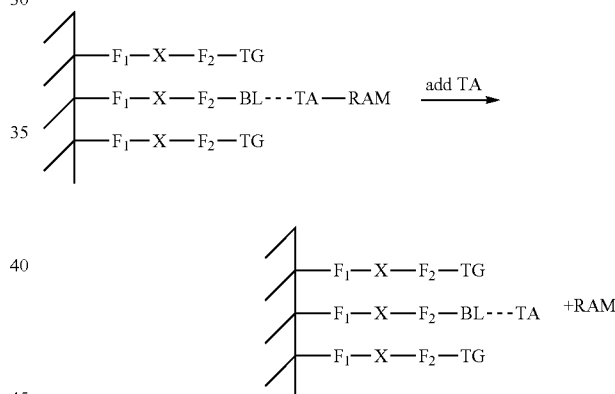 30
F₁—X—F₂—TG
F₁—X—F₂—BL---TA—RAM
add TA
35
F₁—X—F₂—TG
40
F₁—X—F₂—TG
F₁—X—F₂—BL---TA
+RAM
F₁—X—F₂—TG